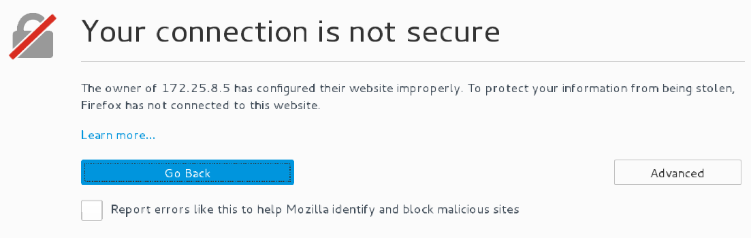 Your connection is not secure
The owner of 172.25.8.5 has configured their website improperly. To protect your information from being stolen,
Firefox has not connected to this website.
Learn more...
Go Back
Advanced
Report errors like this to help Mozilla identify and block malicious sites